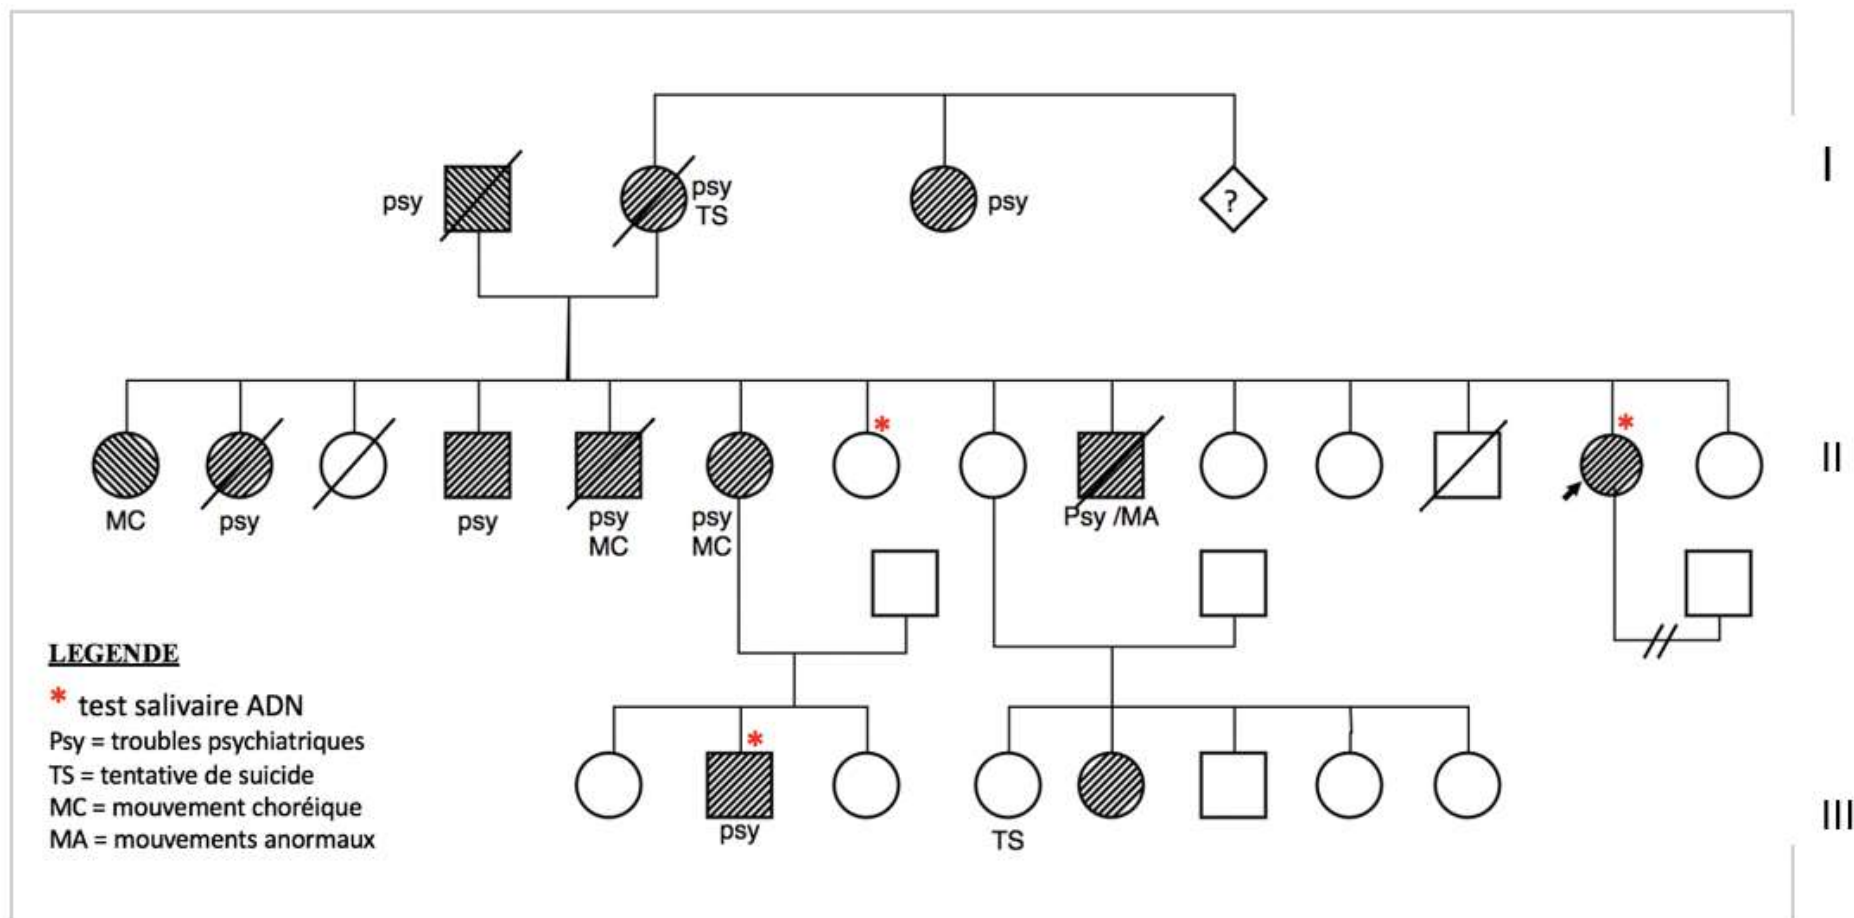 I
psy
psy
TS
psy
?
*
*
II
MC
psy
psy
psy
MC
psy
MC
Psy /MA
LEGENDE
* test salivaire ADN
Psy = troubles psychiatriques
TS = tentative de suicide
MC = mouvement choréique
MA = mouvements anormaux
*
psy
TS
III